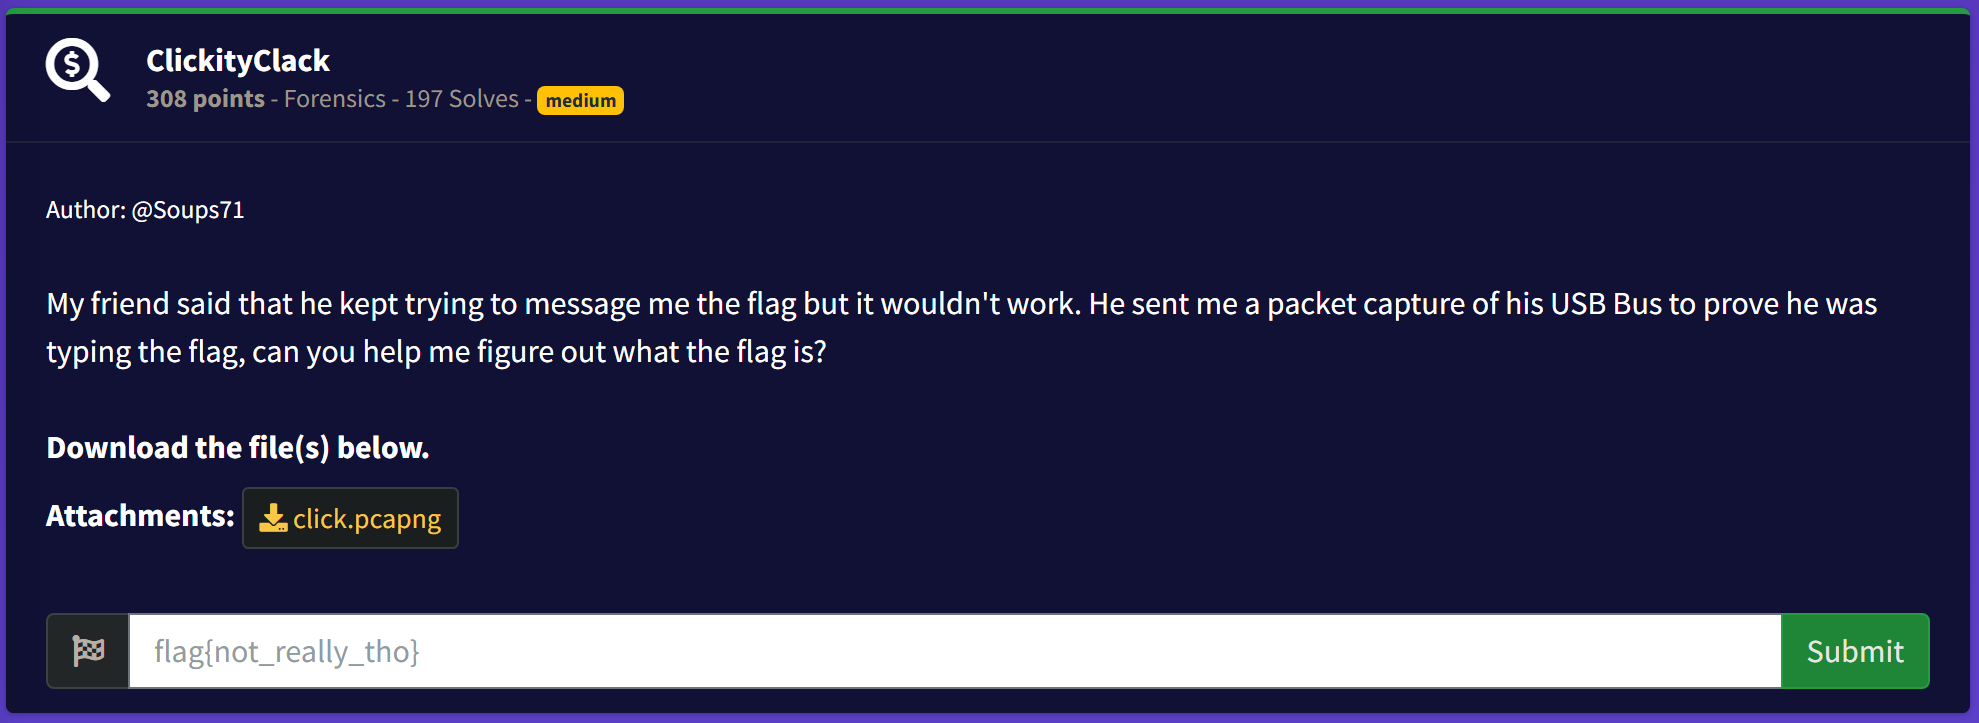 ClickityClack
308 points - Forensics - 197 Solves - medium
Author: @Soups71
My friend said that he kept trying to message me the flag but it wouldn't work. He sent me a packet capture of his USB Bus to prove he was
typing the flag, can you help me figure out what the flag is?
Download the file(s) below.
Attachments: click.pcapng
flag{not_really_tho} Submit